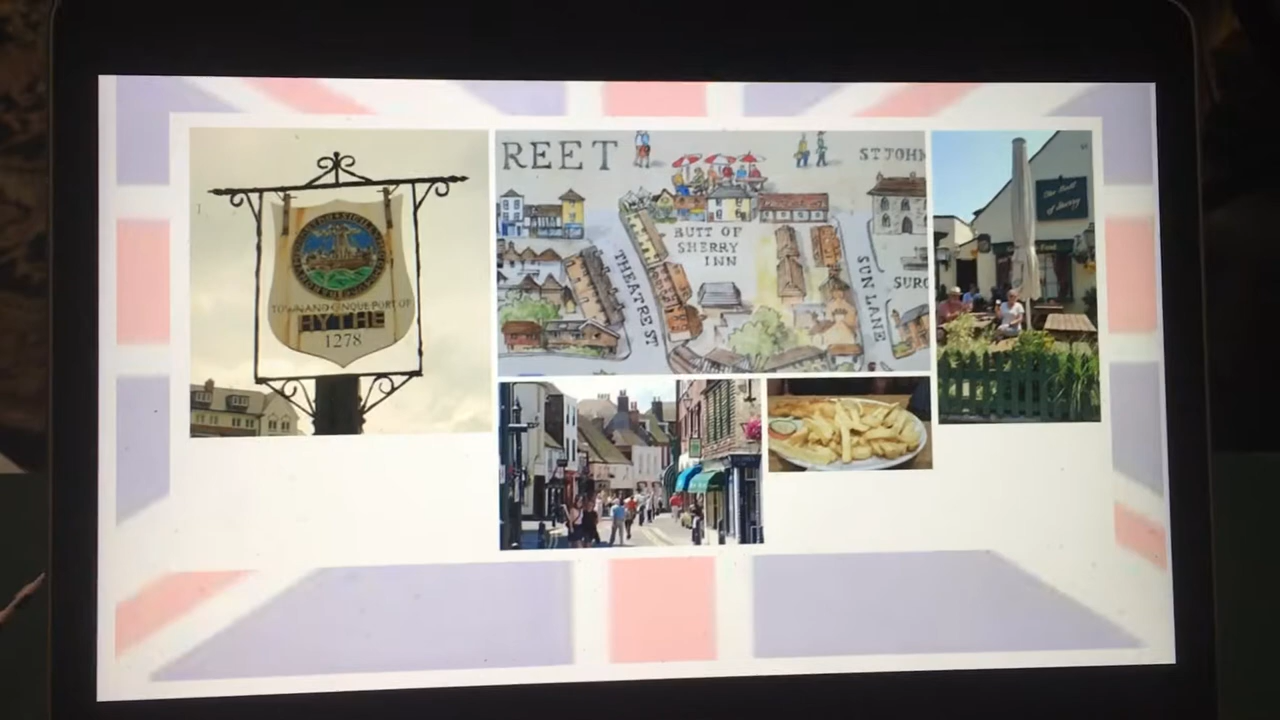 TOWN AND CINQUE PORT OF
HYTHE
1278
REET
ST JOHN
BUTT OF
SHERRY
INN
THEATRE ST
SUN LANE
SURG
The Butt
of Sherry